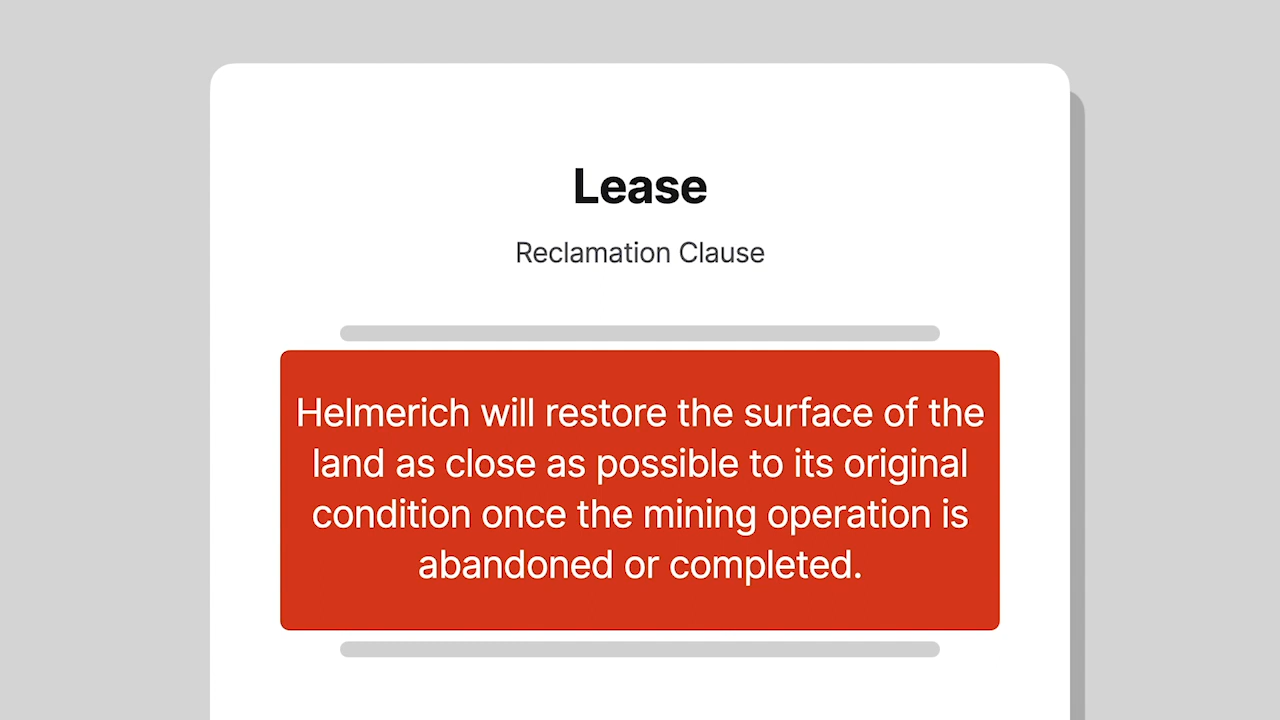 Lease
Reclamation Clause
Helmerich will restore the surface of the
land as close as possible to its original
condition once the mining operation is
abandoned or completed.